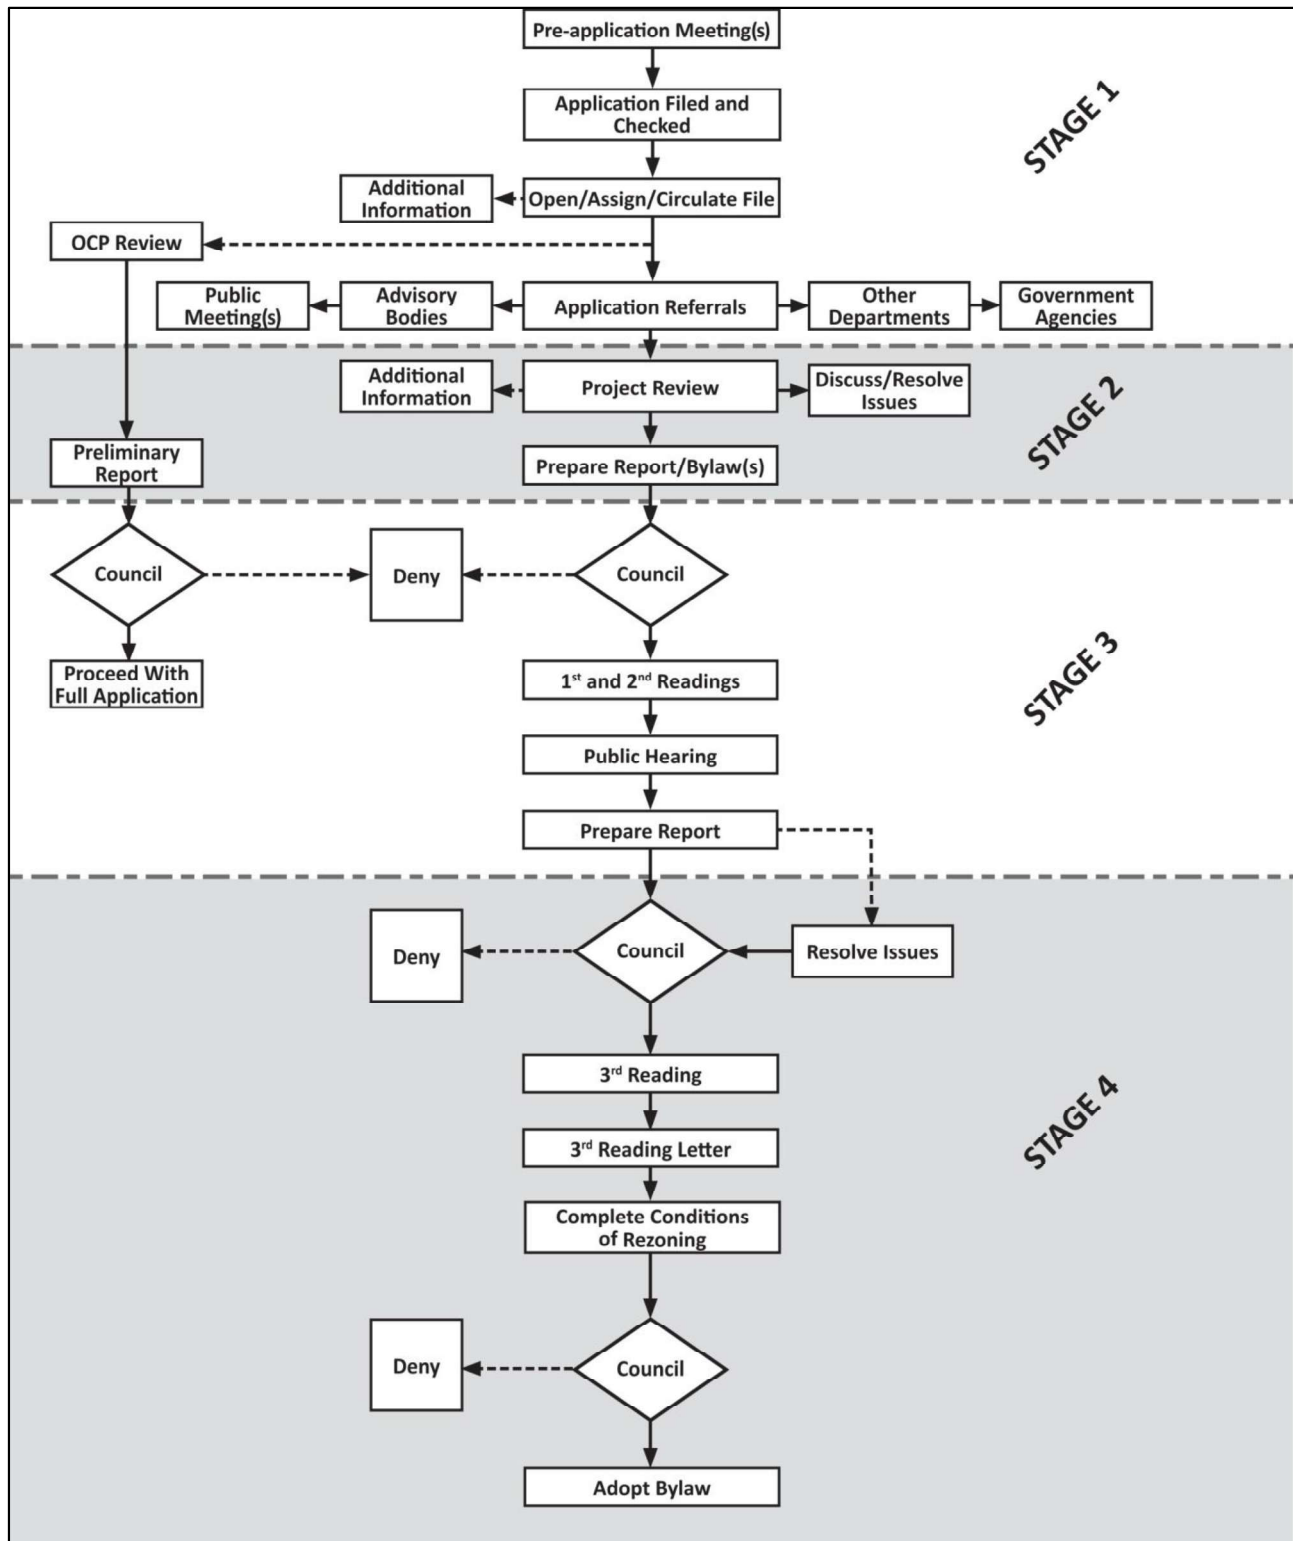 Pre-application Meeting(s)
Application Filed and
Checked
STAGE 1
Additional
Information
Open/Assign/Circulate File
OCP Review
Public
Meeting(s)
Advisory
Bodies
Application Referrals
Other
Departments
Government
Agencies
Additional
Information
Project Review
Discuss/Resolve
Issues
STAGE 2
Preliminary
Report
Prepare Report/Bylaw(s)
Council
Deny
Council
Proceed With
Full Application
1st and 2nd Readings
STAGE 3
Public Hearing
Prepare Report
Deny
Council
Resolve Issues
3rd Reading
3rd Reading Letter
STAGE 4
Complete Conditions
of Rezoning
Deny
Council
Adopt Bylaw